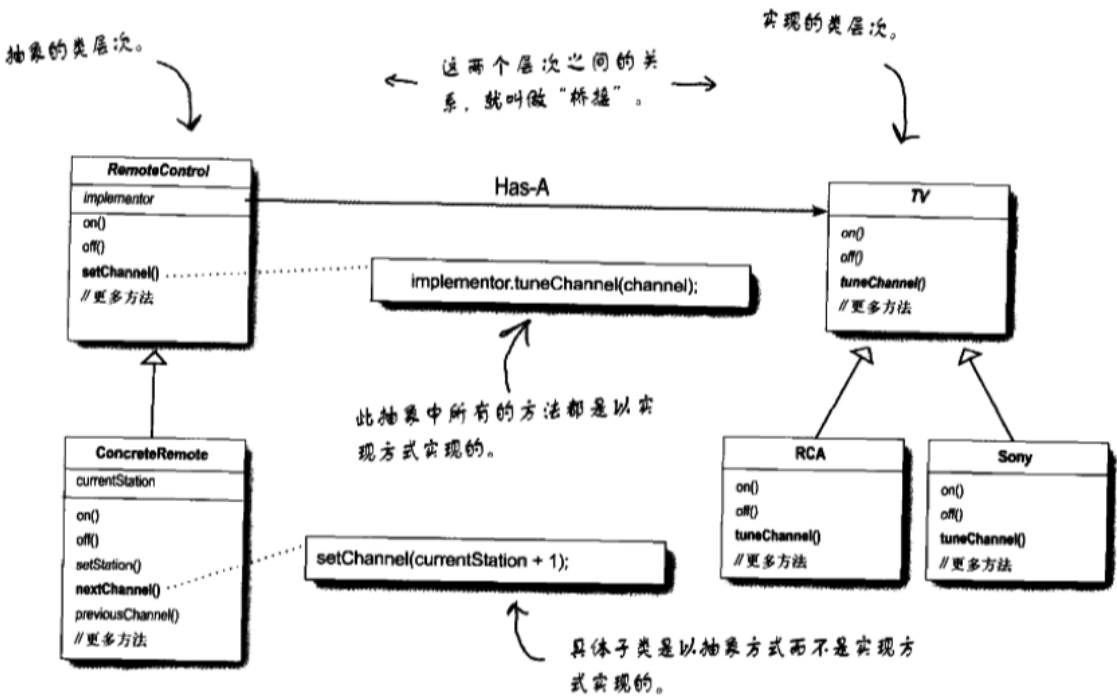 抽象的类层次。
这两个层次之间的关
系，就叫做“桥接”。
实现的类层次。
RemoteControl
implementor
on()
off()
setChannel()
//更多方法
Has-A
TV
on()
off()
tuneChannel()
//更多方法
implementor.tuneChannel(channel);
此抽象中所有的方法都是以实
现方式实现的。
ConcreteRemote
currentStation
on()
off()
setStation()
nextChannel()
previousChannel()
//更多方法
setChannel(currentStation + 1);
具体子类是以抽象方式而不是实现方
式实现的。
RCA
on()
off()
tuneChannel()
//更多方法
Sony
on()
off()
tuneChannel()
//更多方法